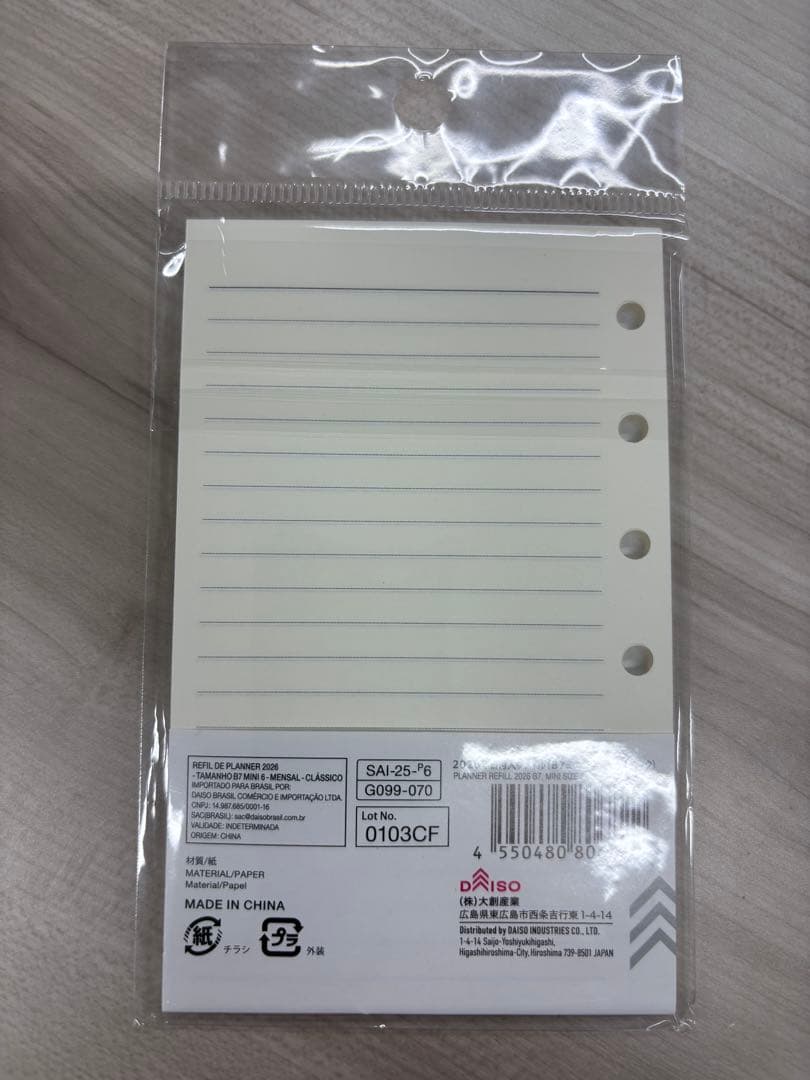 REFIL DE PLANNER 2026
- TAMANHO B7 MINI 6 - MENSAL - CLÁSSICO
IMPORTADO PARA BRASIL POR:
DAISO BRASIL COMÉRCIO E IMPORTAÇÃO LTDA.
CNPJ: 14.987.685/0001-16
SAC(BRASIL): sac@daisobrasil.com.br
VALIDADE: INDETERMINADA
ORIGEM: CHINA
SAI-25-P6
G099-070
Lot No.
0103CF
PLANNER REFILL 2026 B7, MINI SIZE
4 550480 80
材質/紙
MATERIAL/PAPER
Material/Papel
MADE IN CHINA
紙 チラシ
プラ 外装
DAISO
(株)大創産業
広島県東広島市西条吉行東1-4-14
Distributed by DAISO INDUSTRIES CO., LTD.
1-4-14 Saijo-Yoshiyukihigashi,
Higashihiroshima-City, Hiroshima 739-8501 JAPAN